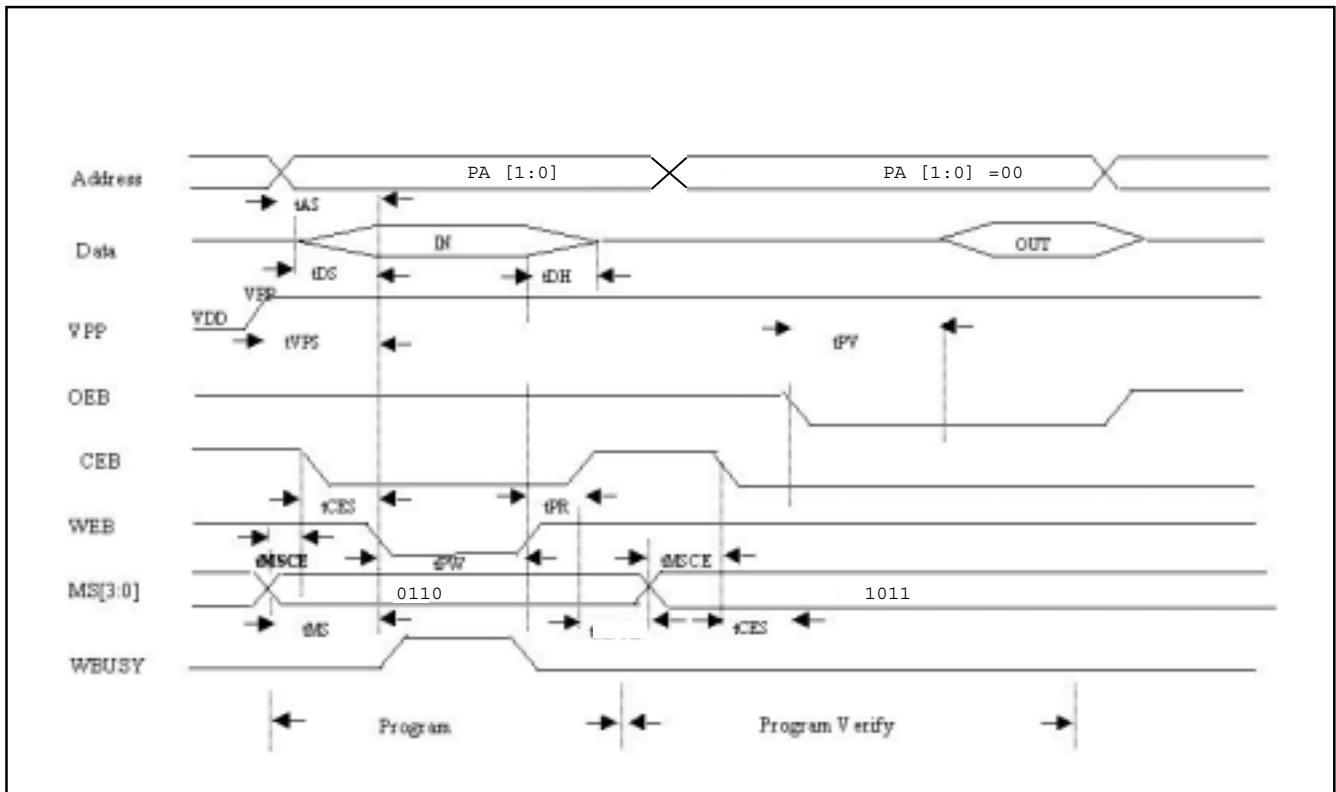 Address PA [1:0] PA [1:0] =00
tAS
Data IN OUT
tDS tDH
VPP
VDD
VPP tVPS tPV
OEB
CEB
tCES tPR
WEB
tMSCE tPW tMSCE
MS[3:0] 0110 1011
tMS t tCES
WBUSY
Program Program Verify